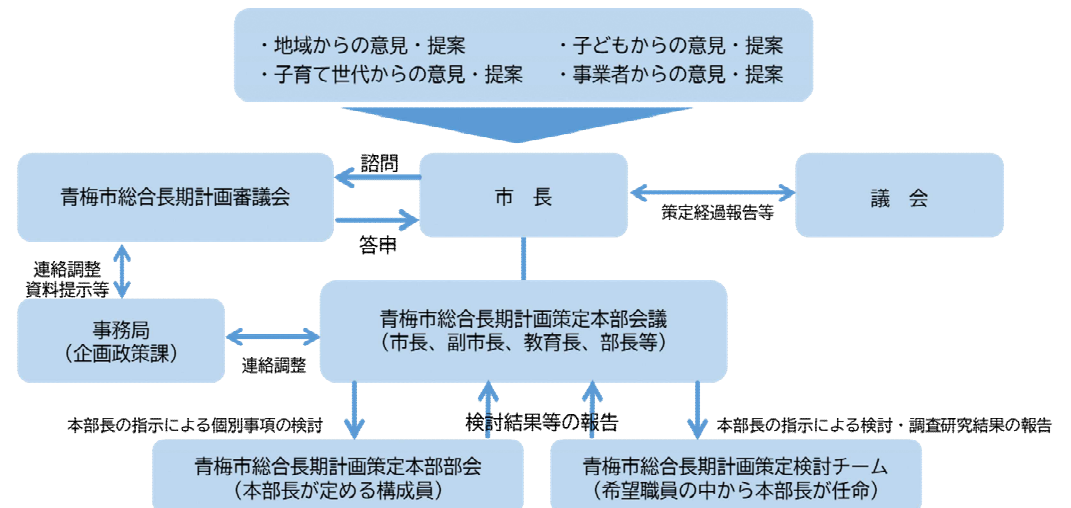 ・地域からの意見・提案
・子どもからの意見・提案
・子育て世代からの意見・提案
・事業者からの意見・提案
諮問
青梅市総合長期計画審議会
市　長
議　会
策定経過報告等
答申
連絡調整
資料提示等
青梅市総合長期計画策定本部会議
（市長、副市長、教育長、部長等）
事務局
（企画政策課）
連絡調整
本部長の指示による個別事項の検討
検討結果等の報告
本部長の指示による検討・調査研究結果の報告
青梅市総合長期計画策定本部部会
（本部長が定める構成員）
青梅市総合長期計画策定検討チーム
（希望職員の中から本部長が任命）